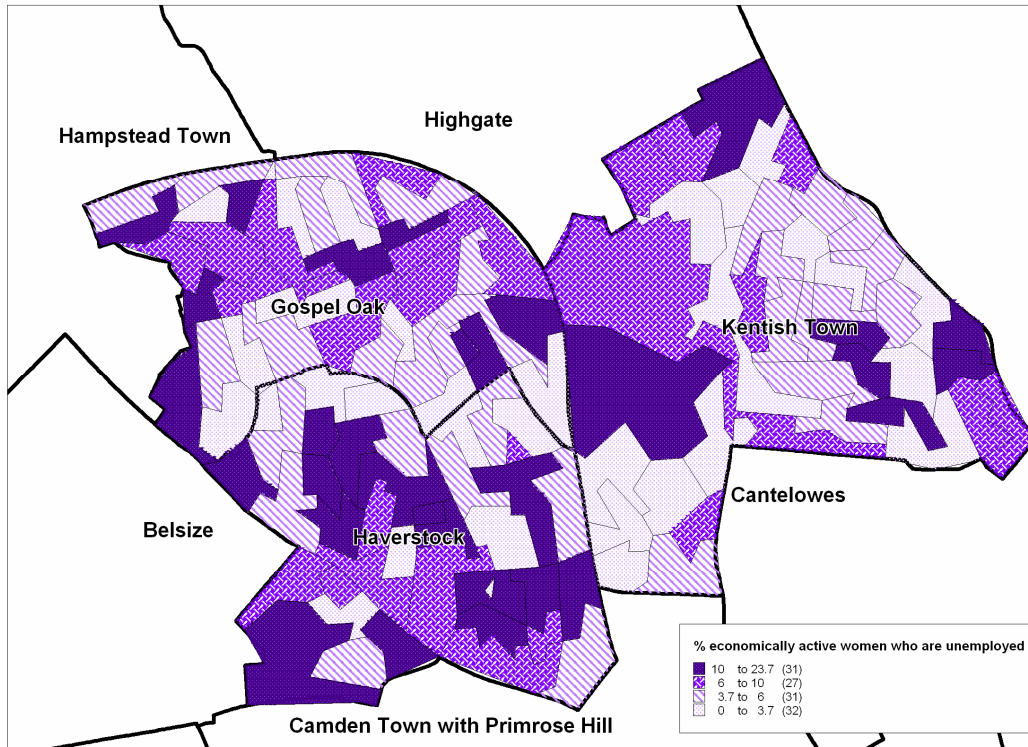 Highgate
Hampstead Town
Gospel Oak
Kentish Town
Cantelowes
Belsize
Haverstock
Camden Town with Primrose Hill
% economically active women who are unemployed
10 to 23.7 (31)
6 to 10 (27)
3.7 to 6 (31)
0 to 3.7 (32)